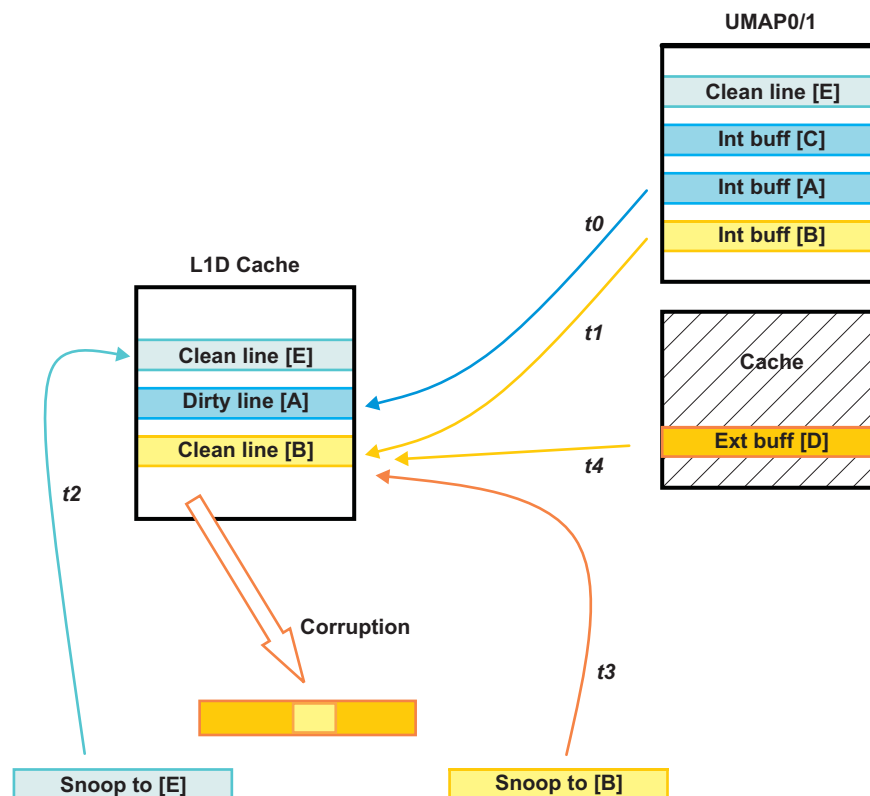 UMAP0/1
Clean line [E]
Int buff [C]
Int buff [A]
Int buff [B]
t0
L1D Cache
t1
Clean line [E]
Cache
Dirty line [A]
Clean line [B]
Ext buff [D]
t4
t2
Corruption
t3
Snoop to [E]
Snoop to [B]